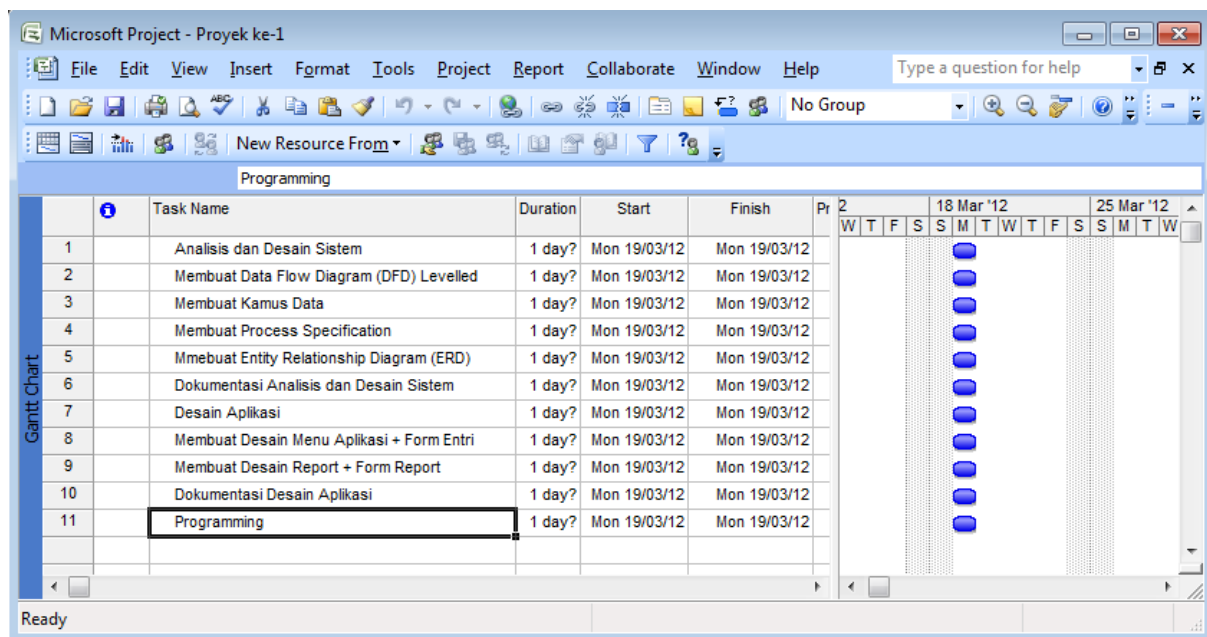 Microsoft Project - Proyek ke-1
File Edit View Insert Format Tools Project Report Collaborate Window Help Type a question for help
ABC No Group
New Resource From
Programming
Task Name Duration Start Finish Pr 2 18 Mar '12 25 Mar '12
W T F S S M T W T F S S M T W
1 Analisis dan Desain Sistem 1 day? Mon 19/03/12 Mon 19/03/12
2 Membuat Data Flow Diagram (DFD) Levelled 1 day? Mon 19/03/12 Mon 19/03/12
3 Membuat Kamus Data 1 day? Mon 19/03/12 Mon 19/03/12
4 Membuat Process Specification 1 day? Mon 19/03/12 Mon 19/03/12
5 Mmebuat Entity Relationship Diagram (ERD) 1 day? Mon 19/03/12 Mon 19/03/12
6 Dokumentasi Analisis dan Desain Sistem 1 day? Mon 19/03/12 Mon 19/03/12
7 Desain Aplikasi 1 day? Mon 19/03/12 Mon 19/03/12
8 Membuat Desain Menu Aplikasi + Form Entri 1 day? Mon 19/03/12 Mon 19/03/12
9 Membuat Desain Report + Form Report 1 day? Mon 19/03/12 Mon 19/03/12
10 Dokumentasi Desain Aplikasi 1 day? Mon 19/03/12 Mon 19/03/12
11 Programming 1 day? Mon 19/03/12 Mon 19/03/12
Gantt Chart
Ready